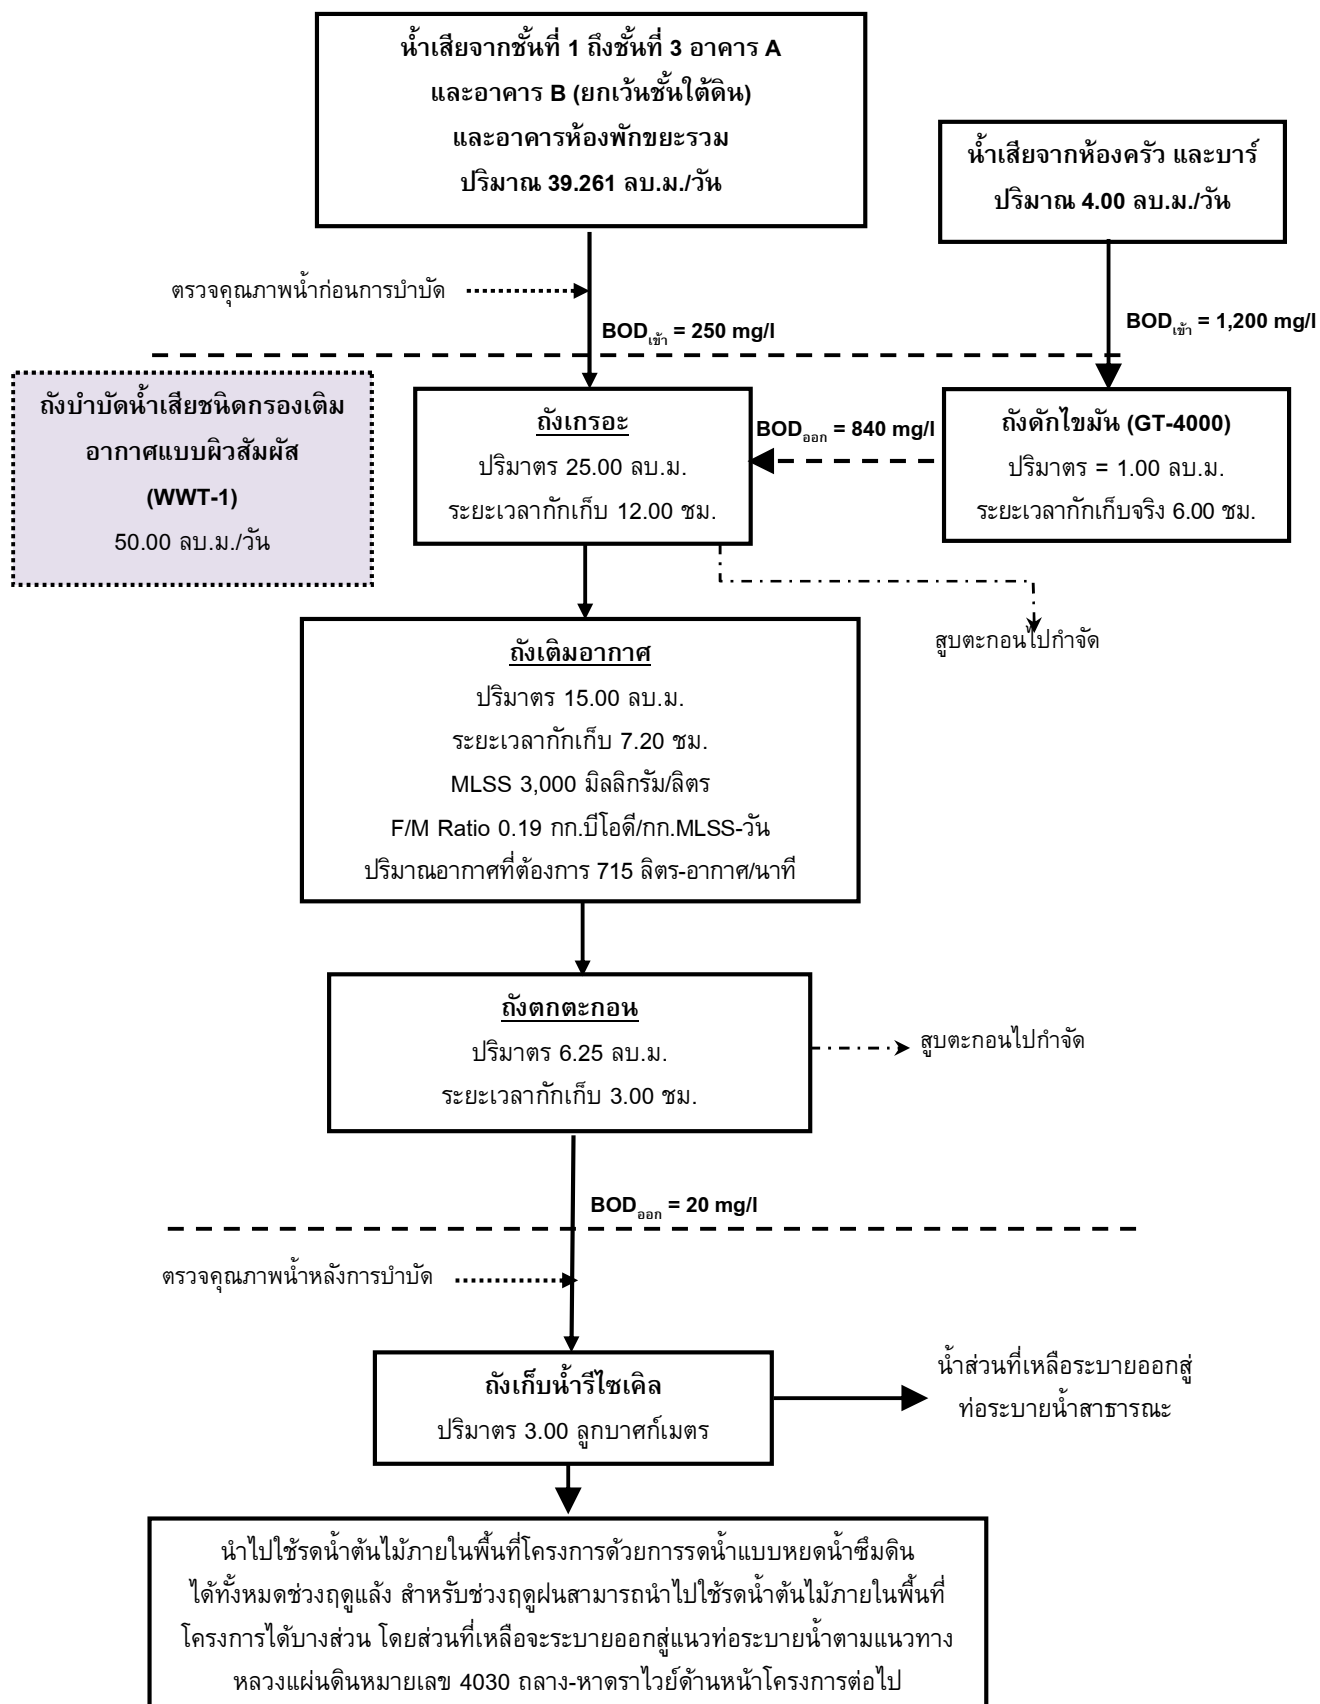 น้ำเสียจากชั้นที่ 1 ถึงชั้นที่ 3 อาคาร A
และอาคาร B (ยกเว้นชั้นใต้ดิน)
และอาคารห้องพักขยะรวม
ปริมาณ 39.261 ลบ.ม./วัน
น้ำเสียจากห้องครัว และบาร์
ปริมาณ 4.00 ลบ.ม./วัน
ตรวจคุณภาพน้ำก่อนการบำบัด
BODเข้า = 250 mg/l
BODเข้า = 1,200 mg/l
ถังบำบัดน้ำเสียชนิดกรองเติม
อากาศแบบผิวสัมผัส
(WWT-1)
50.00 ลบ.ม./วัน
ถังเกรอะ
ปริมาตร 25.00 ลบ.ม.
ระยะเวลากักเก็บ 12.00 ชม.
BODออก = 840 mg/l
ถังดักไขมัน (GT-4000)
ปริมาตร = 1.00 ลบ.ม.
ระยะเวลากักเก็บจริง 6.00 ชม.
สูบตะกอนไปกำจัด
ถังเติมอากาศ
ปริมาตร 15.00 ลบ.ม.
ระยะเวลากักเก็บ 7.20 ชม.
MLSS 3,000 มิลลิกรัม/ลิตร
F/M Ratio 0.19 กก.บีโอดี/กก.MLSS-วัน
ปริมาณอากาศที่ต้องการ 715 ลิตร-อากาศ/นาที
ถังตกตะกอน
ปริมาตร 6.25 ลบ.ม.
ระยะเวลากักเก็บ 3.00 ชม.
สูบตะกอนไปกำจัด
BODออก = 20 mg/l
ตรวจคุณภาพน้ำหลังการบำบัด
ถังเก็บน้ำรีไซเคิล
ปริมาตร 3.00 ลูกบาศก์เมตร
น้ำส่วนที่เหลือระบายออกสู่
ท่อระบายน้ำสาธารณะ
นำไปใช้รดน้ำต้นไม้ภายในพื้นที่โครงการด้วยการรดน้ำแบบหยดน้ำซึมดิน
ได้ทั้งหมดช่วงฤดูแล้ง สำหรับช่วงฤดูฝนสามารถนำไปใช้รดน้ำต้นไม้ภายในพื้นที่
โครงการได้บางส่วน โดยส่วนที่เหลือจะระบายออกสู่แนวท่อระบายน้ำตามแนวทาง
หลวงแผ่นดินหมายเลข 4030 ถลาง-หาดราไวย์ด้านหน้าโครงการต่อไป